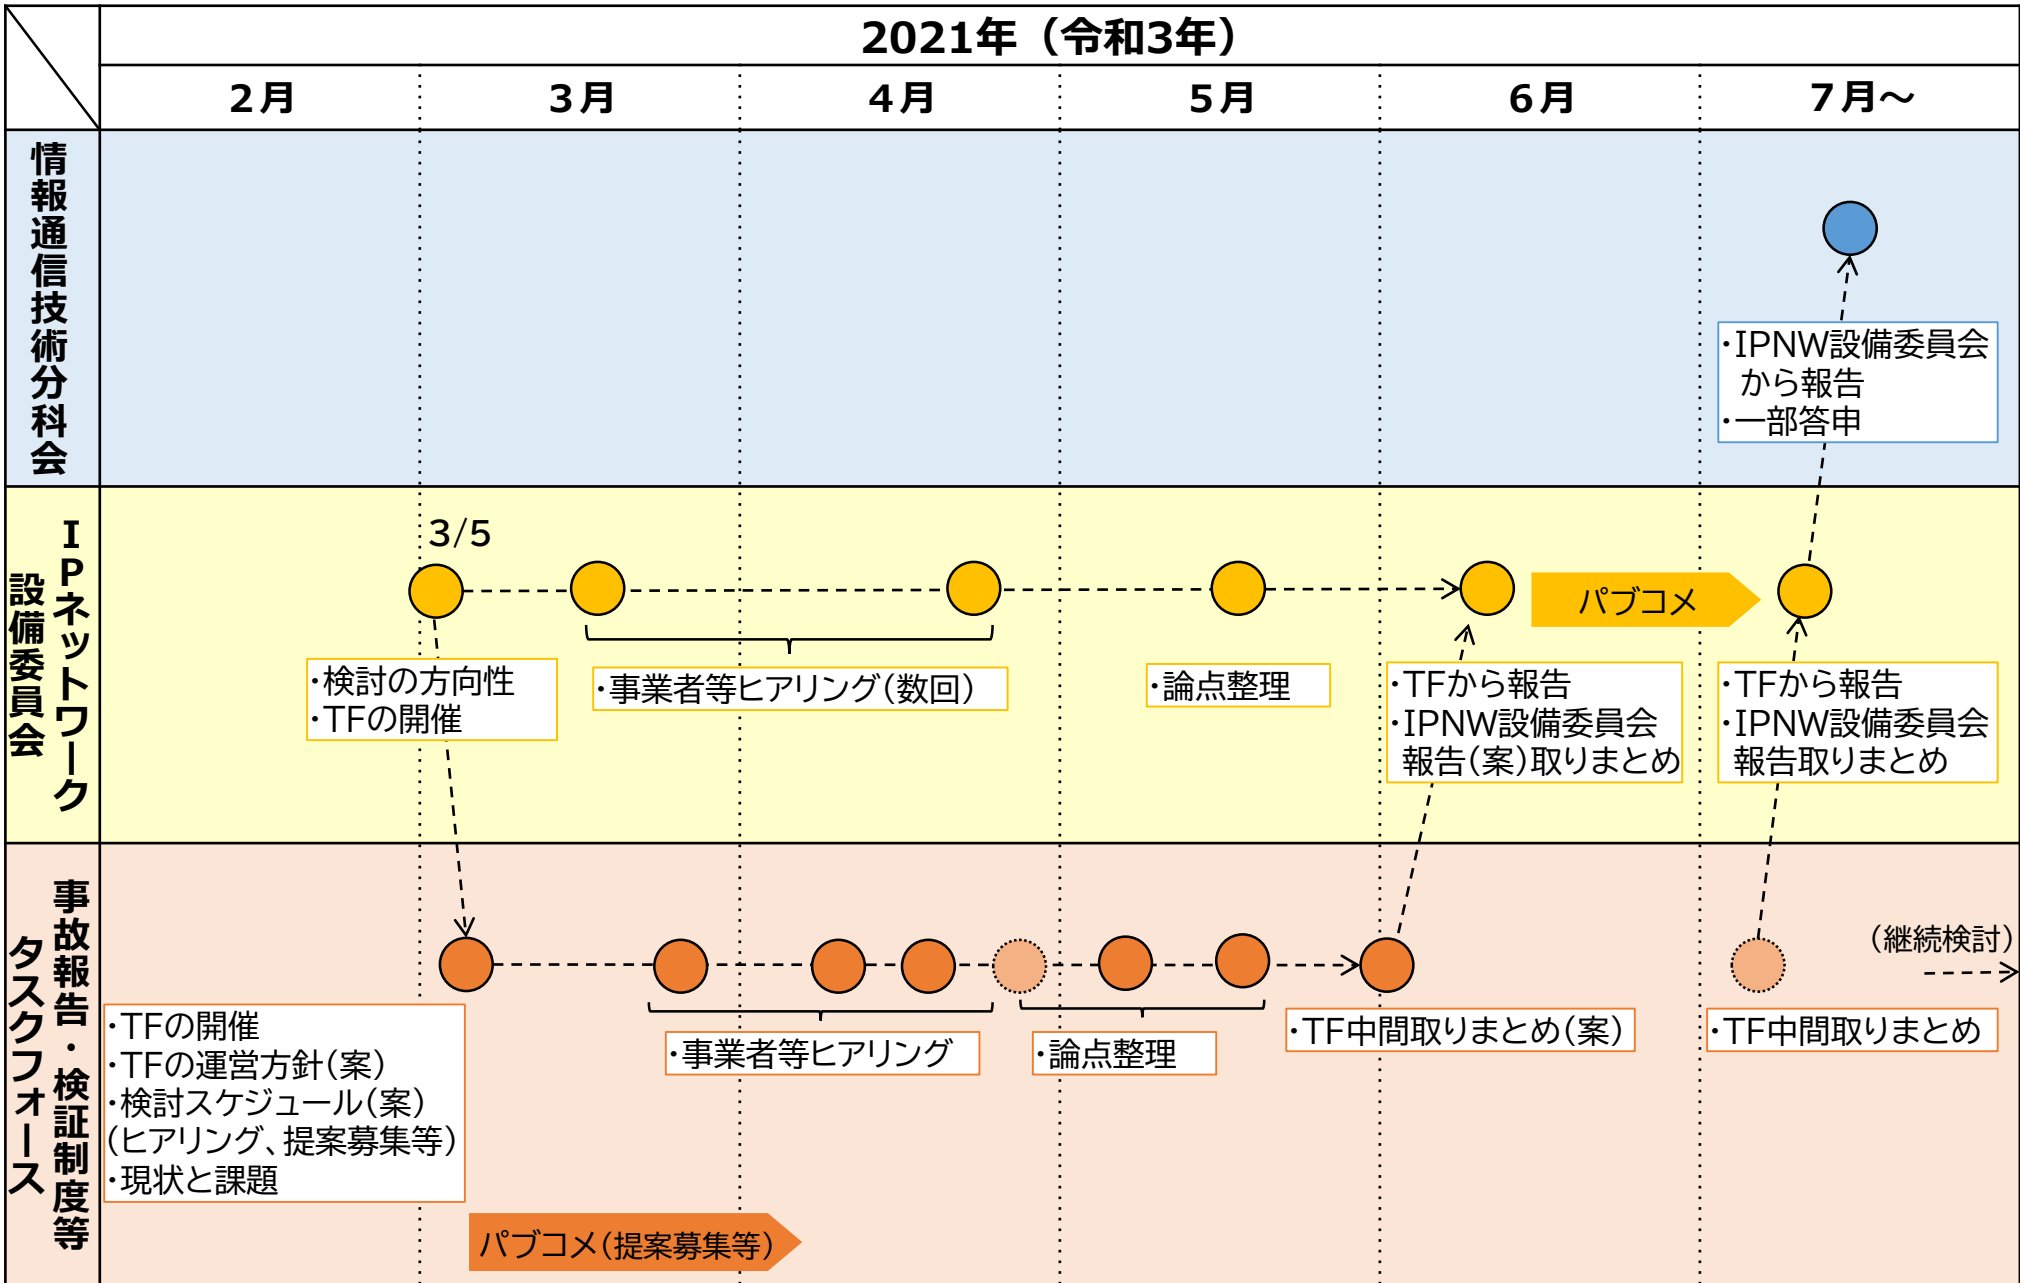 2021年（令和3年）
2月
3月
4月
5月
6月
7月～
情報通信技術分科会
・IPNW設備委員会
から報告
・一部答申
IPネットワーク
設備委員会
3/5
・検討の方向性
・TFの開催
・事業者等ヒアリング（数回）
・論点整理
・TFから報告
・IPNW設備委員会
報告（案）取りまとめ
パブコメ
・TFから報告
・IPNW設備委員会
報告取りまとめ
事故報告・検証制度等
タスクフォース
・TFの開催
・TFの運営方針（案）
・検討スケジュール（案）
（ヒアリング、提案募集等）
・現状と課題
・事業者等ヒアリング
・論点整理
・TF中間取りまとめ（案）
・TF中間取りまとめ
（継続検討）
パブコメ（提案募集等）